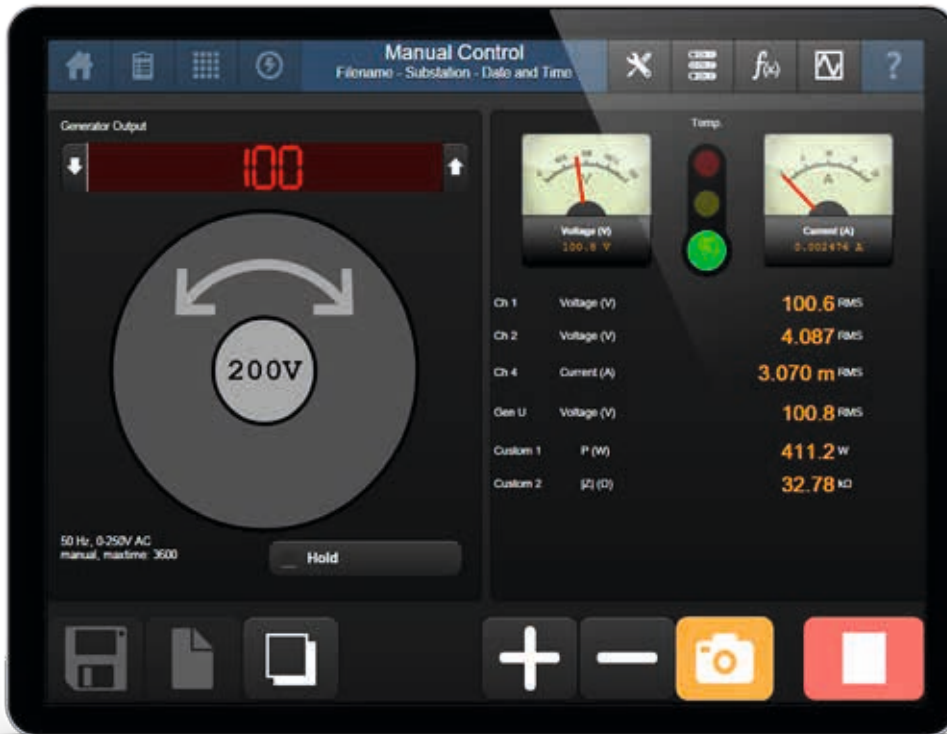 Manual Control
Filename - Substation - Date and Time
f(x)
?
Generator Output
100
200V
50 Hz, 0-250V AC
manual, maxtime: 3600
Hold
Temp.
V
A
Voltage (V)
100.8 V
Current (A)
0.002476 A
Ch 1 Voltage (V) 100.6 RMS
Ch 2 Voltage (V) 4.087 RMS
Ch 4 Current (A) 3.070 m RMS
Gen U Voltage (V) 100.8 RMS
Custom 1 P (W) 411.2 W
Custom 2 |Z| (Ω) 32.78 kΩ